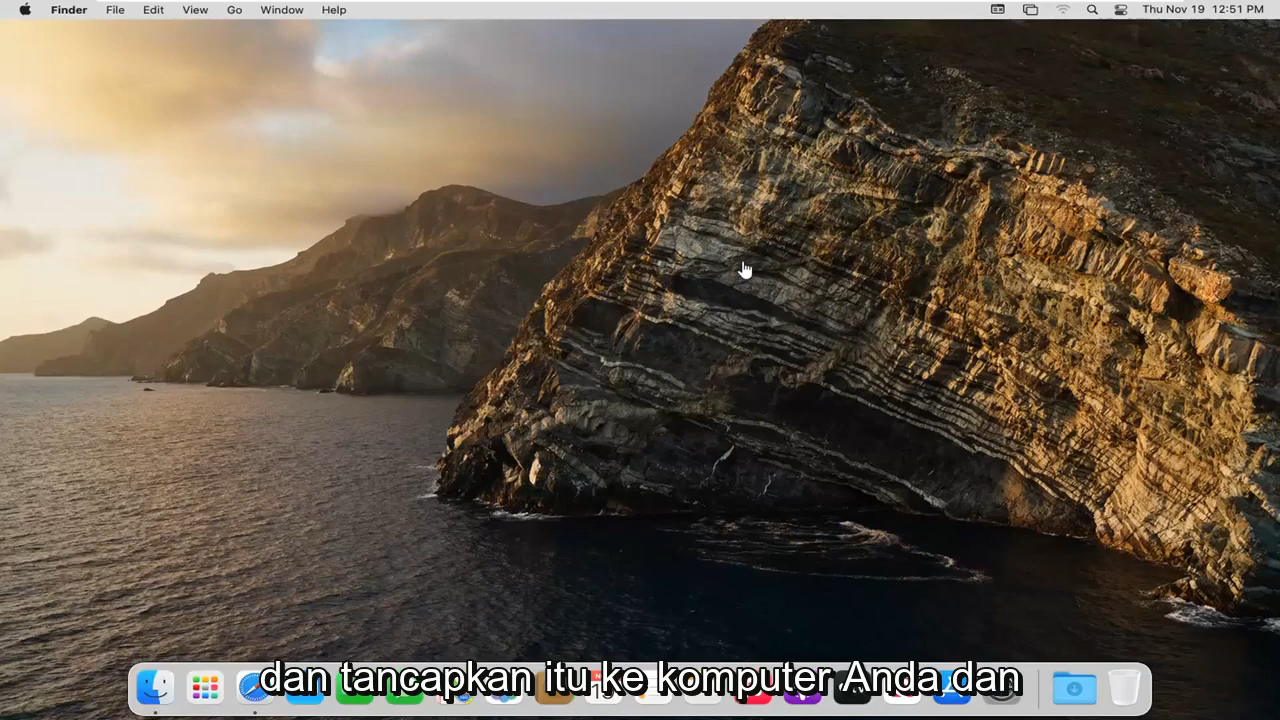 Finder File Edit View Go Window Help Thu Nov 19 12:51 PM
dan tancapkan itu ke komputer Anda dan